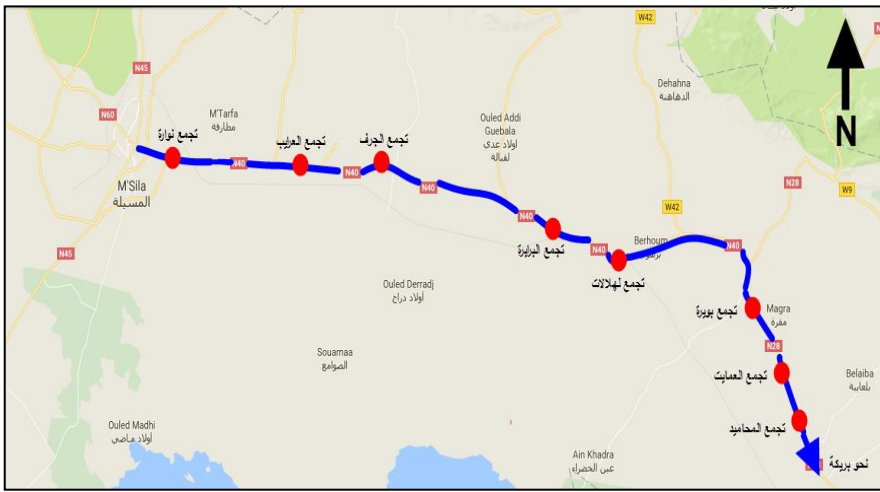 W42
N45
N60
M'Tarfa
مطارفة
Ouled Addi
Guebala
اولاد عدي
لقبالة
Dehahna
الدهاهنة
N
تجمع نوارة
تجمع العرايب
تجمع الجرف
N40
N40
N40
N28
W9
M'Sila
المسيلة
W42
N40
تجمع البرايرة
N40
Berhoum
برهوم
N40
N45
تجمع لهلالات
Ouled Derradj
أولاد دراج
تجمع بويرة
Magra
مقرة
N28
Souamaa
الصوامع
تجمع العمايت
Belaiba
بلعايبة
Ouled Madhi
أولاد ماضي
تجمع المحاميد
Ain Khadra
عين الخضراء
نحو بريكة